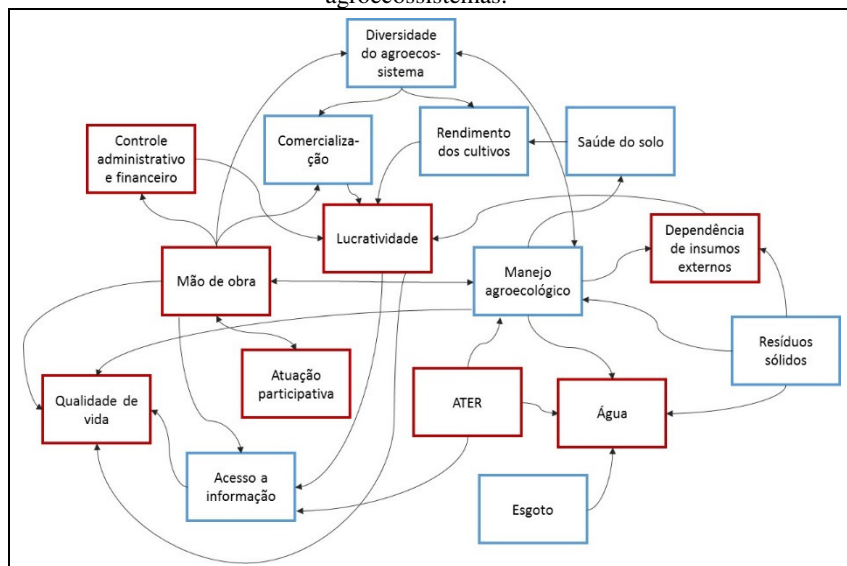 agroecossistemas.
Diversidade
do agroecos-
sistema
Controle
administrativo
e financeiro
Comercializa-
ção
Rendimento
dos cultivos
Saúde do solo
Lucratividade
Dependência
de insumos
externos
Mão de obra
Manejo
agroecológico
Resíduos
sólidos
Qualidade de
vida
Atuação
participativa
ATER
Água
Acesso a
informação
Esgoto